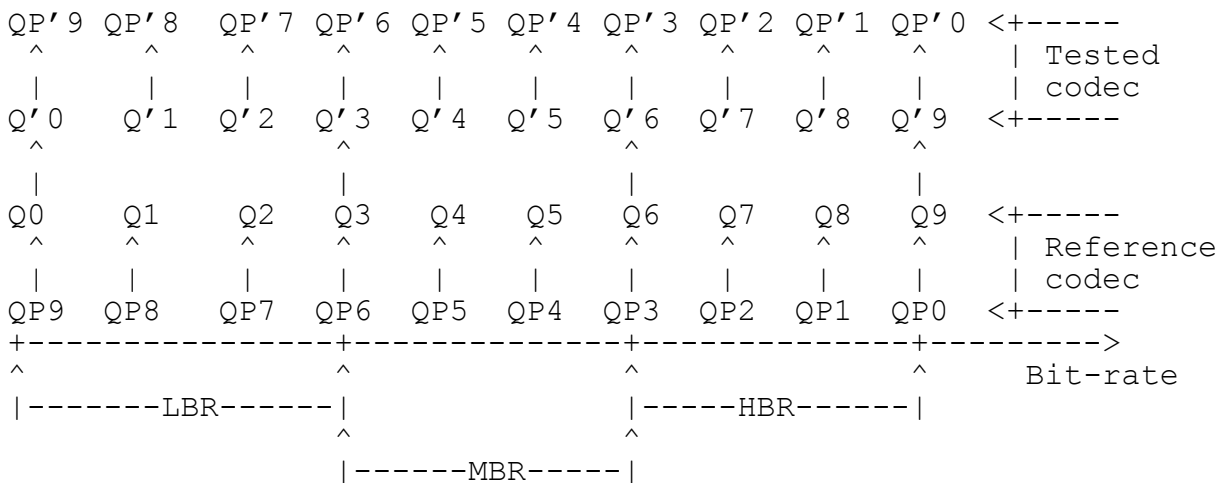 QP'9 QP'8  QP'7 QP'6 QP'5 QP'4 QP'3 QP'2 QP'1 QP'0 <+-----
 ^     ^    ^    ^    ^    ^    ^    ^    ^    ^    | Tested
 |     |    |    |    |    |    |    |    |    |    | codec
Q'0   Q'1  Q'2  Q'3  Q'4  Q'5  Q'6  Q'7  Q'8  Q'9  <+-----
 ^               ^              ^              ^
 |               |              |              |
Q0    Q1    Q2   Q3   Q4   Q5   Q6   Q7   Q8   Q9  <+-----
 ^    ^     ^    ^    ^    ^    ^    ^    ^    ^    | Reference
 |    |     |    |    |    |    |    |    |    |    | codec
QP9  QP8   QP7  QP6  QP5  QP4  QP3  QP2  QP1  QP0  <+-----
+----------------+--------------+--------------+--------->
^                ^              ^              ^     Bit-rate
|-------LBR------|              |-----HBR------|
                 ^              ^
                 |------MBR-----|